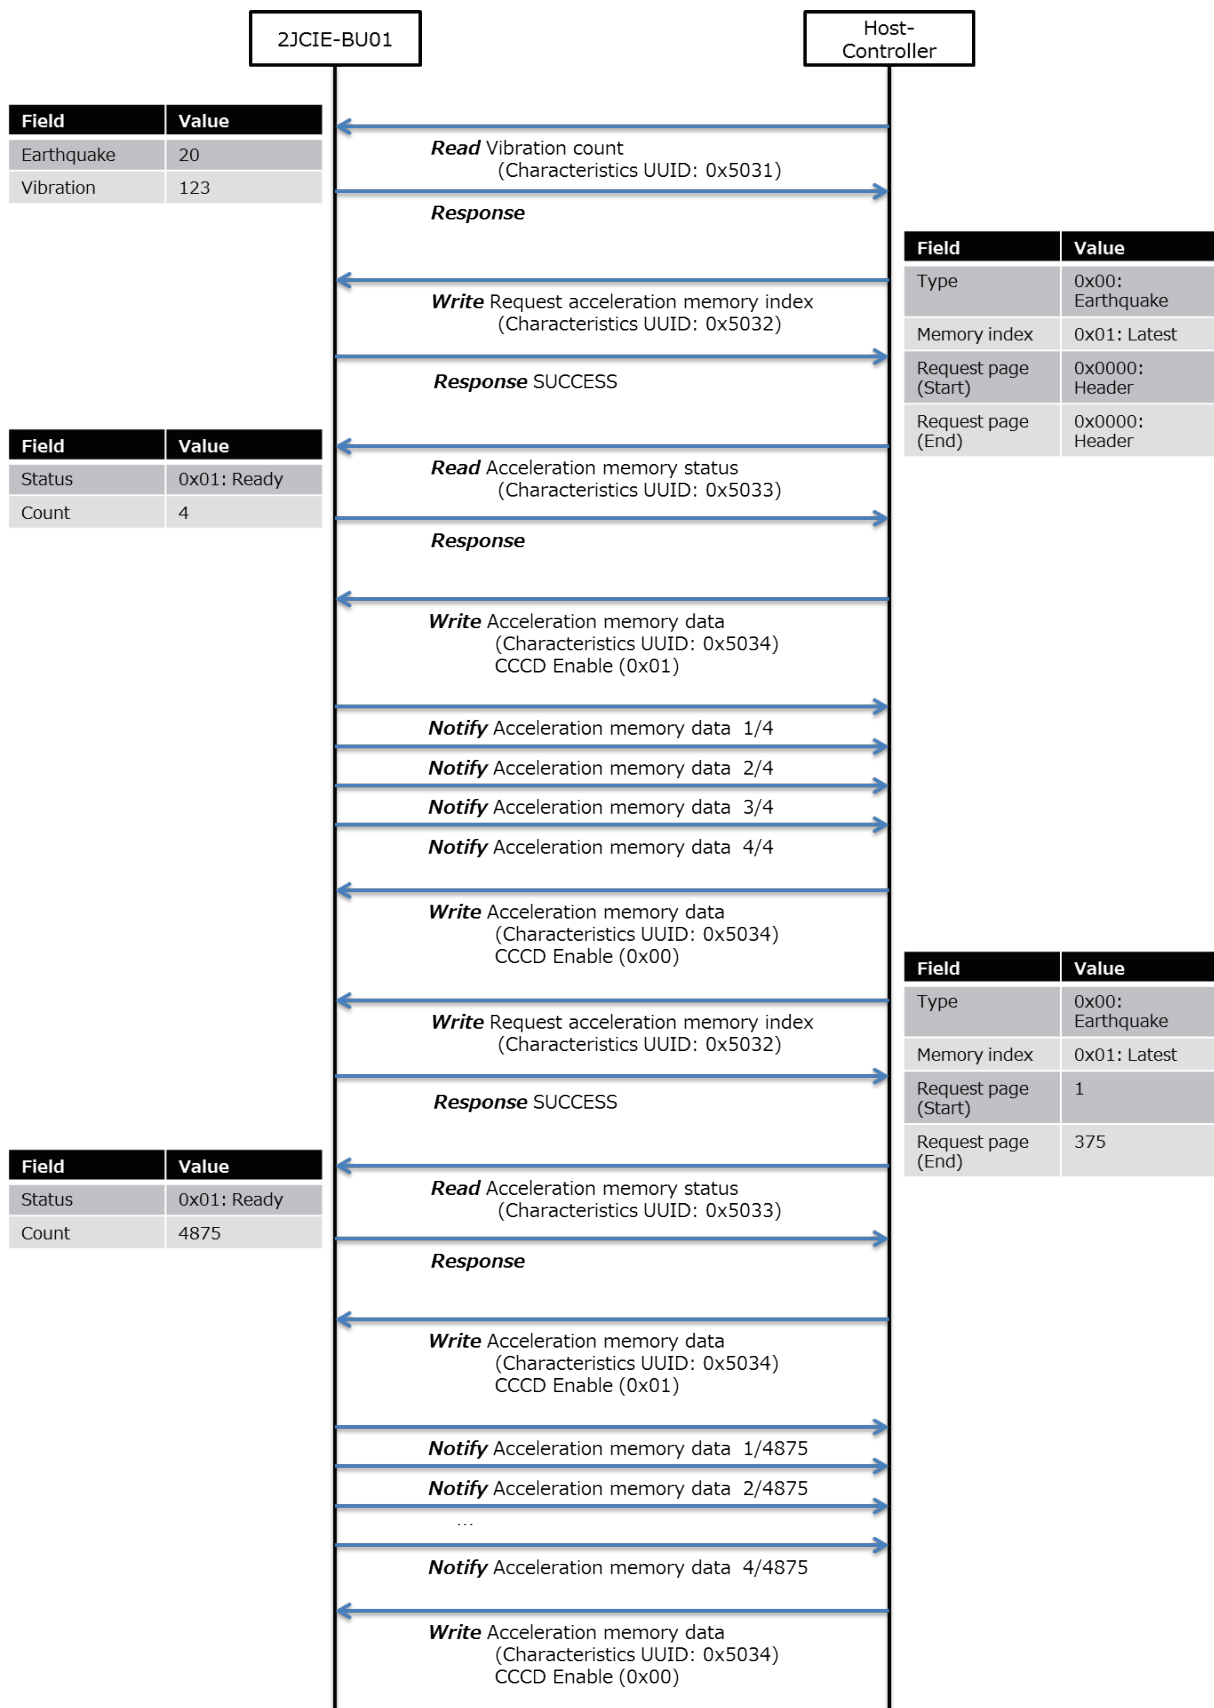 2JCIE-BU01
Host-
Controller
Field Value
Earthquake 20
Vibration 123
Read Vibration count
(Characteristics UUID: 0x5031)
Response
Field Value
Type 0x00:
Earthquake
Memory index 0x01: Latest
Request page 0x0000:
(Start) Header
Request page 0x0000:
(End) Header
Write Request acceleration memory index
(Characteristics UUID: 0x5032)
Response SUCCESS
Field Value
Status 0x01: Ready
Count 4
Read Acceleration memory status
(Characteristics UUID: 0x5033)
Response
Write Acceleration memory data
(Characteristics UUID: 0x5034)
CCCD Enable (0x01)
Notify Acceleration memory data 1/4
Notify Acceleration memory data 2/4
Notify Acceleration memory data 3/4
Notify Acceleration memory data 4/4
Write Acceleration memory data
(Characteristics UUID: 0x5034)
CCCD Enable (0x00)
Field Value
Type 0x00:
Earthquake
Memory index 0x01: Latest
Request page 1
(Start)
Request page 375
(End)
Write Request acceleration memory index
(Characteristics UUID: 0x5032)
Response SUCCESS
Field Value
Status 0x01: Ready
Count 4875
Read Acceleration memory status
(Characteristics UUID: 0x5033)
Response
Write Acceleration memory data
(Characteristics UUID: 0x5034)
CCCD Enable (0x01)
Notify Acceleration memory data 1/4875
Notify Acceleration memory data 2/4875
...
Notify Acceleration memory data 4/4875
Write Acceleration memory data
(Characteristics UUID: 0x5034)
CCCD Enable (0x00)